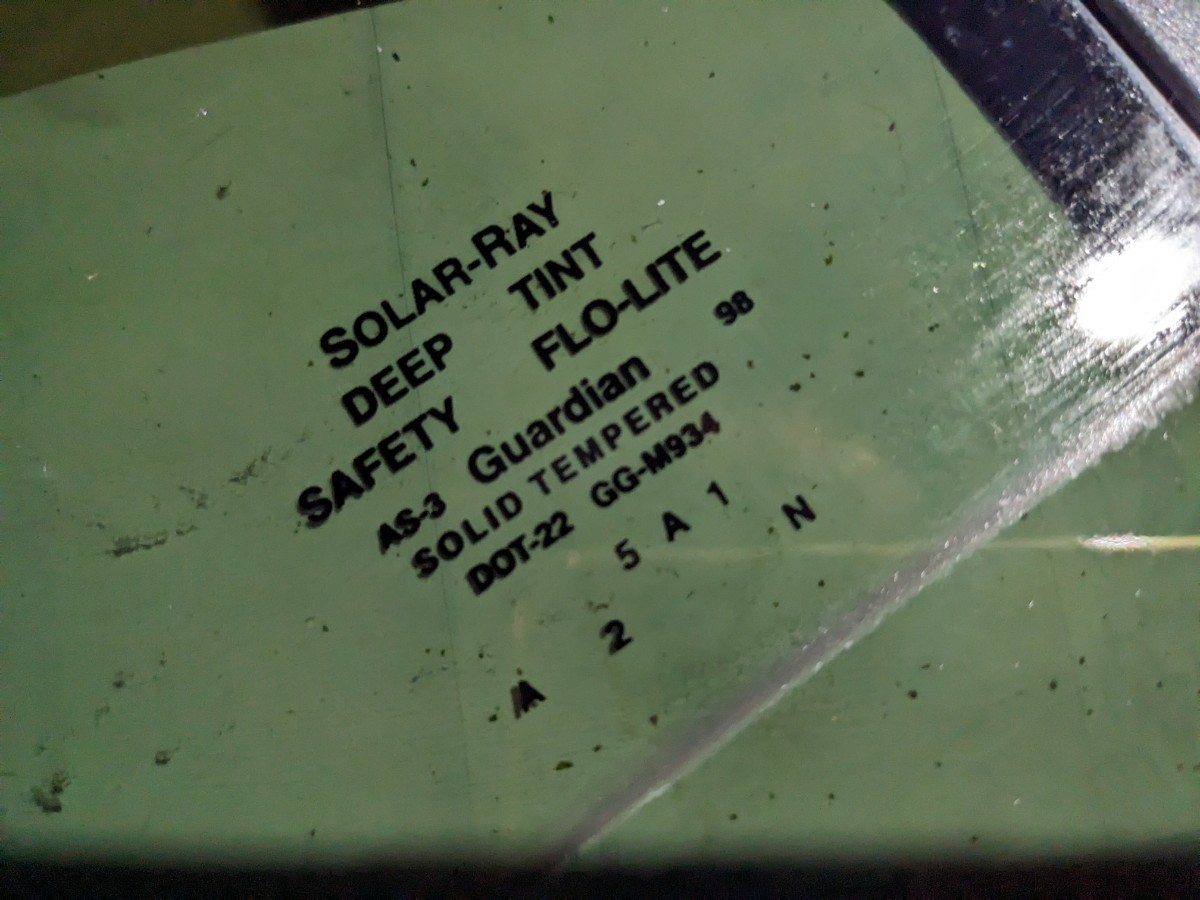 SOLAR-RAY
DEEP TINT
SAFETY FLO-LITE
AS-3 Guardian 98
SOLID TEMPERED
DOT-22 GG-M934
5 A 1
A 2 N